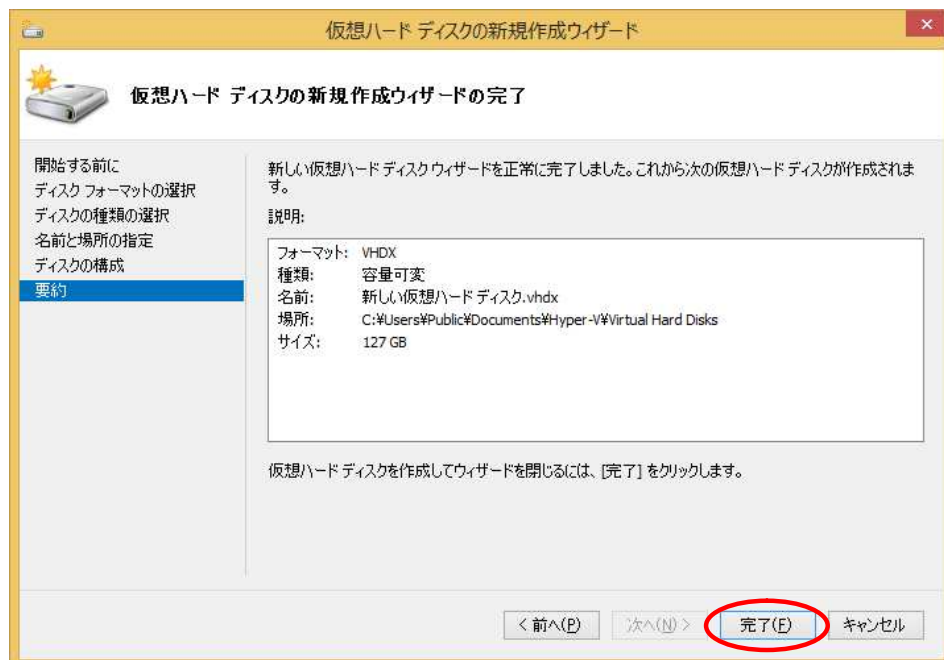 仮想ハード ディスクの新規作成ウィザード
仮想ハード ディスクの新規作成ウィザードの完了
開始する前に
ディスク フォーマットの選択
ディスクの種類の選択
名前と場所の指定
ディスクの構成
要約
新しい仮想ハード ディスク ウィザードを正常に完了しました。これから次の仮想ハード ディスクが作成されま
す。
説明:
フォーマット: VHDX
種類: 容量可変
名前: 新しい仮想ハード ディスク.vhdx
場所: C:¥Users¥Public¥Documents¥Hyper-V¥Virtual Hard Disks
サイズ: 127 GB
仮想ハード ディスクを作成してウィザードを閉じるには、[完了] をクリックします。
< 前へ(P) 次へ(N) > 完了(F) キャンセル